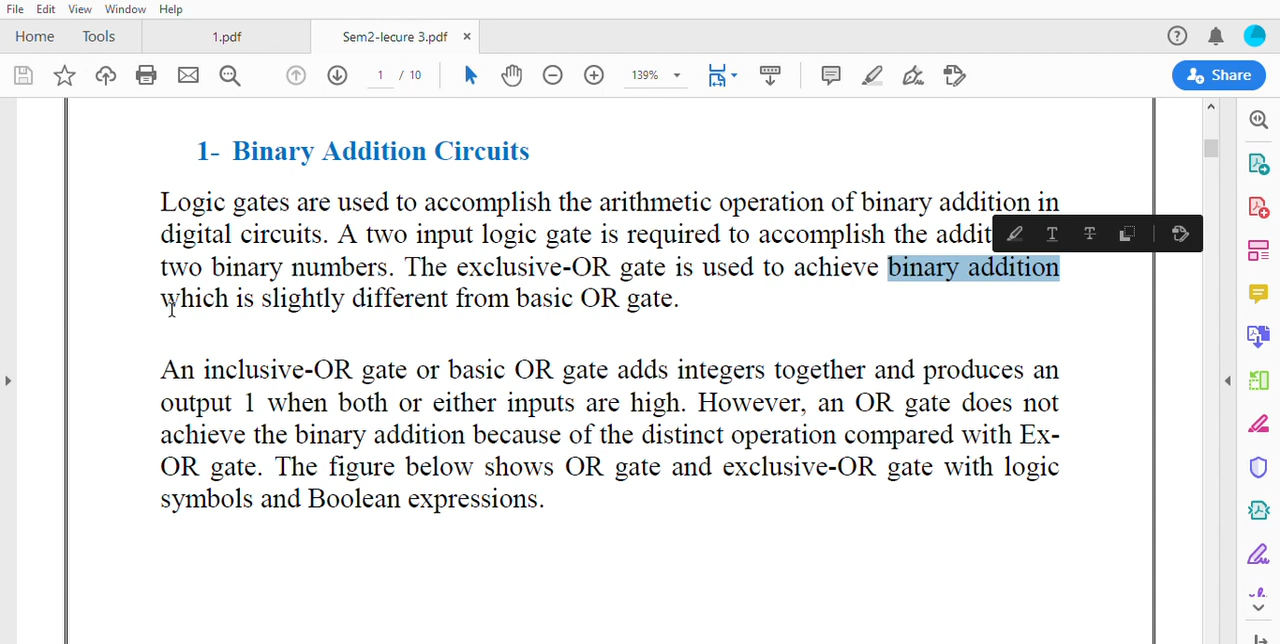 File Edit View Window Help
Home Tools 1.pdf Sem2-lecure 3.pdf ×
1 / 10 139% Share
1- Binary Addition Circuits
Logic gates are used to accomplish the arithmetic operation of binary addition in
digital circuits. A two input logic gate is required to accomplish the addit
two binary numbers. The exclusive-OR gate is used to achieve binary addition
which is slightly different from basic OR gate.
An inclusive-OR gate or basic OR gate adds integers together and produces an
output 1 when both or either inputs are high. However, an OR gate does not
achieve the binary addition because of the distinct operation compared with Ex-
OR gate. The figure below shows OR gate and exclusive-OR gate with logic
symbols and Boolean expressions.